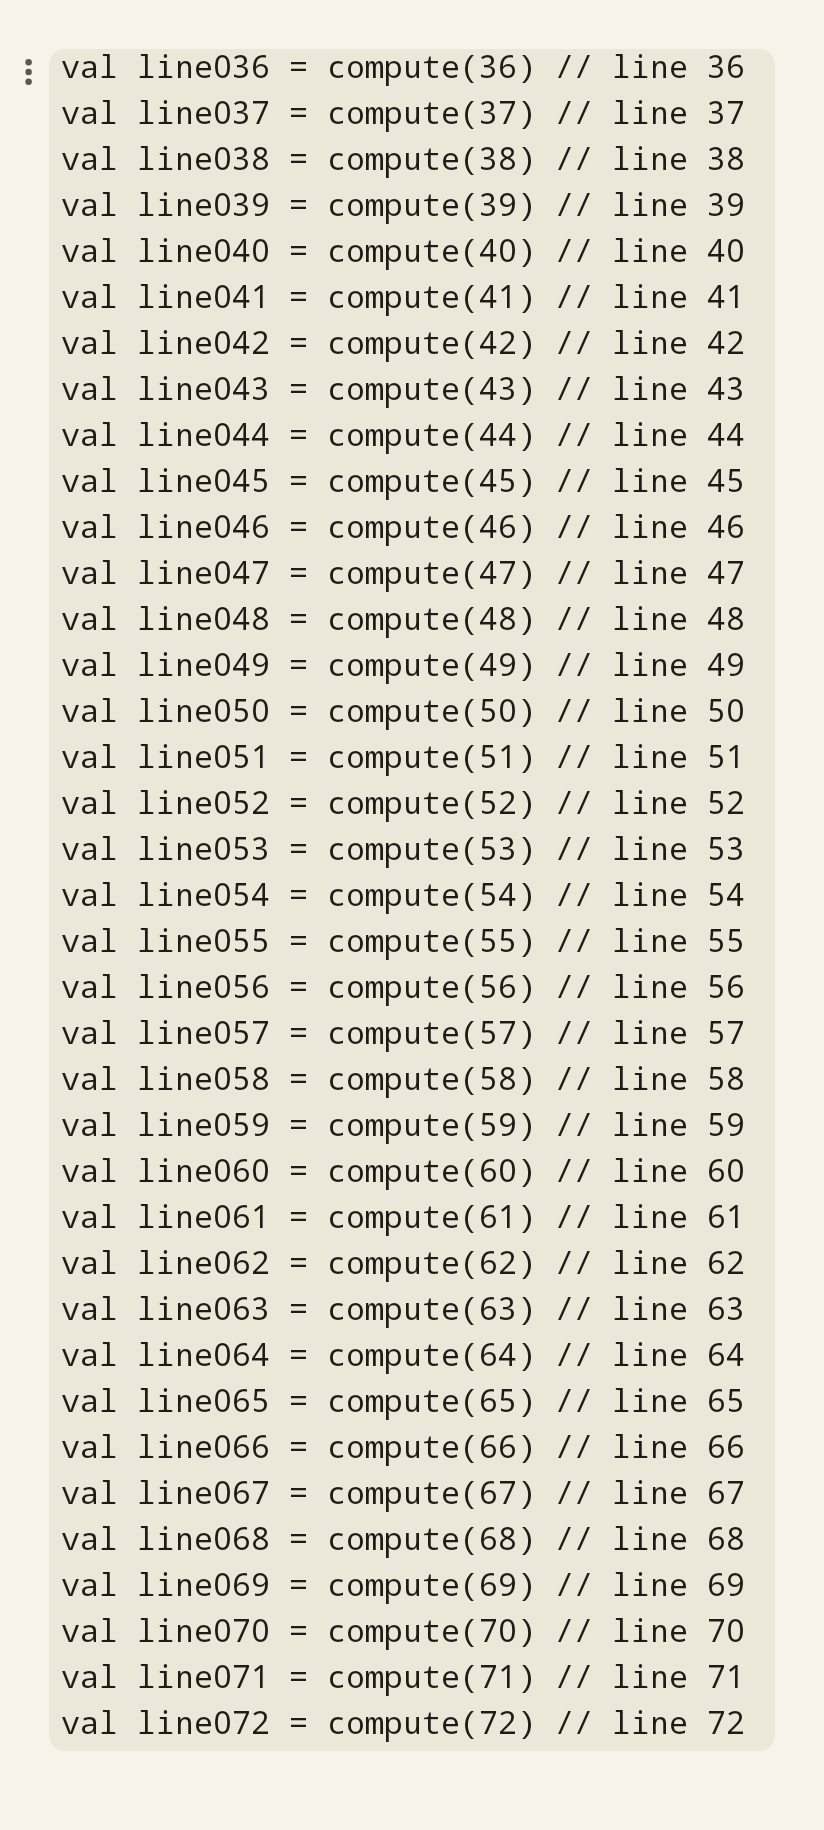 val line036 = compute(36) // line 36
val line037 = compute(37) // line 37
val line038 = compute(38) // line 38
val line039 = compute(39) // line 39
val line040 = compute(40) // line 40
val line041 = compute(41) // line 41
val line042 = compute(42) // line 42
val line043 = compute(43) // line 43
val line044 = compute(44) // line 44
val line045 = compute(45) // line 45
val line046 = compute(46) // line 46
val line047 = compute(47) // line 47
val line048 = compute(48) // line 48
val line049 = compute(49) // line 49
val line050 = compute(50) // line 50
val line051 = compute(51) // line 51
val line052 = compute(52) // line 52
val line053 = compute(53) // line 53
val line054 = compute(54) // line 54
val line055 = compute(55) // line 55
val line056 = compute(56) // line 56
val line057 = compute(57) // line 57
val line058 = compute(58) // line 58
val line059 = compute(59) // line 59
val line060 = compute(60) // line 60
val line061 = compute(61) // line 61
val line062 = compute(62) // line 62
val line063 = compute(63) // line 63
val line064 = compute(64) // line 64
val line065 = compute(65) // line 65
val line066 = compute(66) // line 66
val line067 = compute(67) // line 67
val line068 = compute(68) // line 68
val line069 = compute(69) // line 69
val line070 = compute(70) // line 70
val line071 = compute(71) // line 71
val line072 = compute(72) // line 72